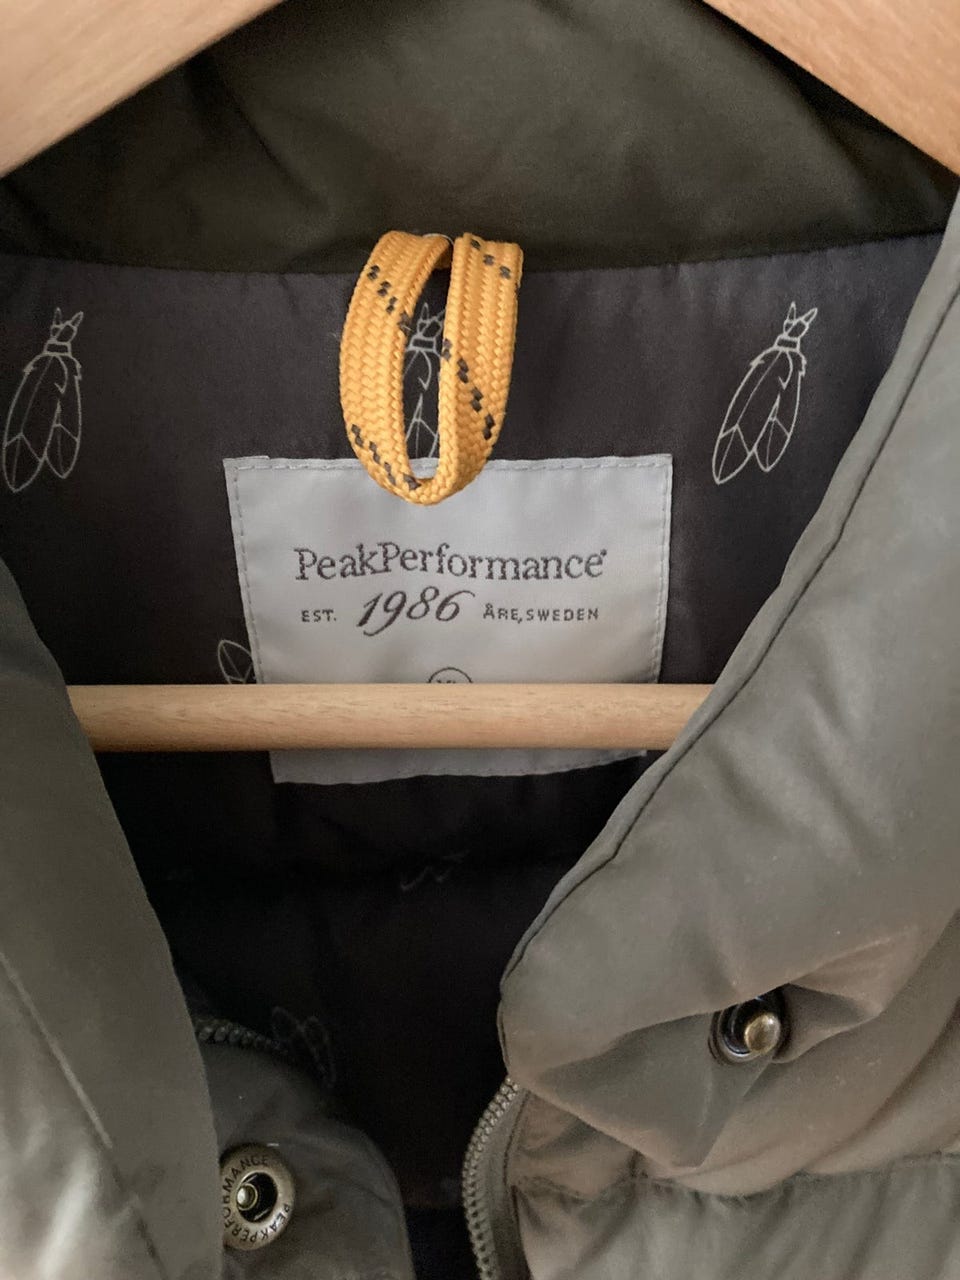 PeakPerformance®
EST. 1986 ÅRE, SWEDEN
PEAKPERFORMANCE